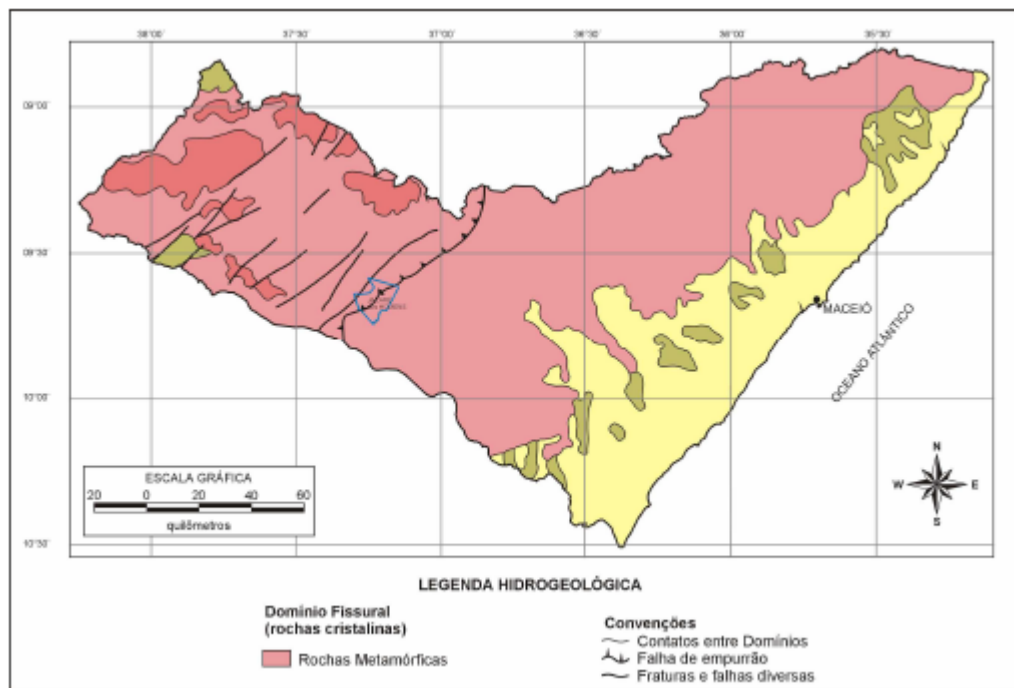 38°00' 37°30' 37°00' 36°30' 36°00' 35°30'
09°00'
09°30'
MACEIÓ
OCEANO ATLÂNTICO
10°00'
ESCALA GRÁFICA
20 0 20 40 60
quilômetros
N
W E
S
10°30'
LEGENDA HIDROGEOLÓGICA
Domínio Fissural
(rochas cristalinas)
Rochas Metamórficas
Convenções
Contatos entre Domínios
Falha de empurrão
Fraturas e falhas diversas